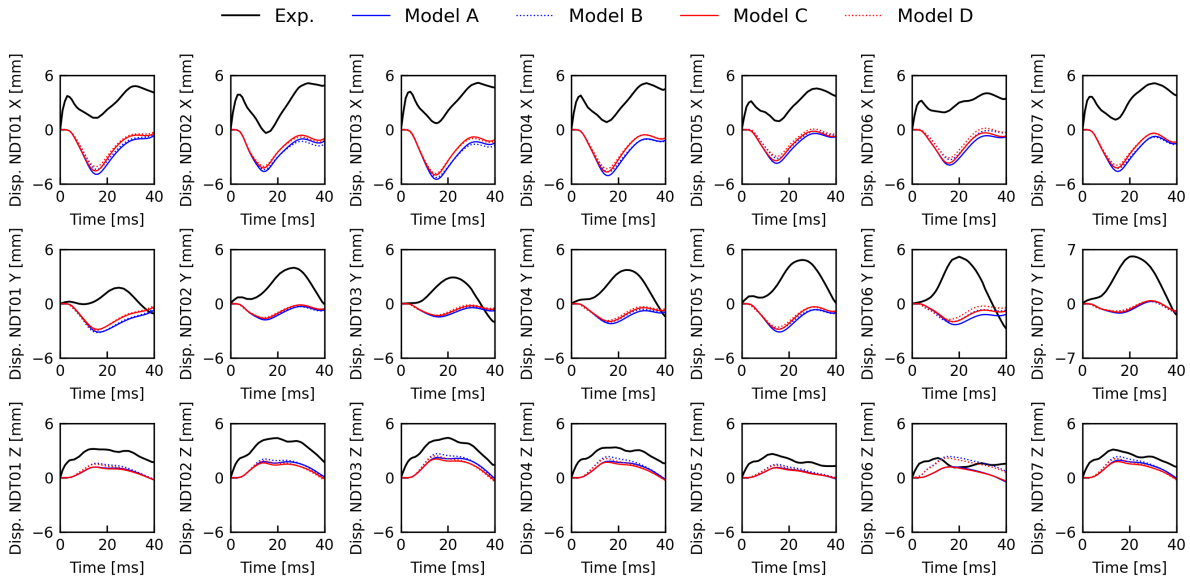 Exp. Model A Model B Model C Model D
Disp. NDT01 X [mm] 6 0 −6 0 20 40 Time [ms]
Disp. NDT02 X [mm] 6 0 −6 0 20 40 Time [ms]
Disp. NDT03 X [mm] 6 0 −6 0 20 40 Time [ms]
Disp. NDT04 X [mm] 6 0 −6 0 20 40 Time [ms]
Disp. NDT05 X [mm] 6 0 −6 0 20 40 Time [ms]
Disp. NDT06 X [mm] 6 0 −6 0 20 40 Time [ms]
Disp. NDT07 X [mm] 6 0 −6 0 20 40 Time [ms]
Disp. NDT01 Y [mm] 6 0 −6 0 20 40 Time [ms]
Disp. NDT02 Y [mm] 6 0 −6 0 20 40 Time [ms]
Disp. NDT03 Y [mm] 6 0 −6 0 20 40 Time [ms]
Disp. NDT04 Y [mm] 6 0 −6 0 20 40 Time [ms]
Disp. NDT05 Y [mm] 6 0 −6 0 20 40 Time [ms]
Disp. NDT06 Y [mm] 6 0 −6 0 20 40 Time [ms]
Disp. NDT07 Y [mm] 7 0 −7 0 20 40 Time [ms]
Disp. NDT01 Z [mm] 6 0 −6 0 20 40 Time [ms]
Disp. NDT02 Z [mm] 6 0 −6 0 20 40 Time [ms]
Disp. NDT03 Z [mm] 6 0 −6 0 20 40 Time [ms]
Disp. NDT04 Z [mm] 6 0 −6 0 20 40 Time [ms]
Disp. NDT05 Z [mm] 6 0 −6 0 20 40 Time [ms]
Disp. NDT06 Z [mm] 6 0 −6 0 20 40 Time [ms]
Disp. NDT07 Z [mm] 6 0 −6 0 20 40 Time [ms]